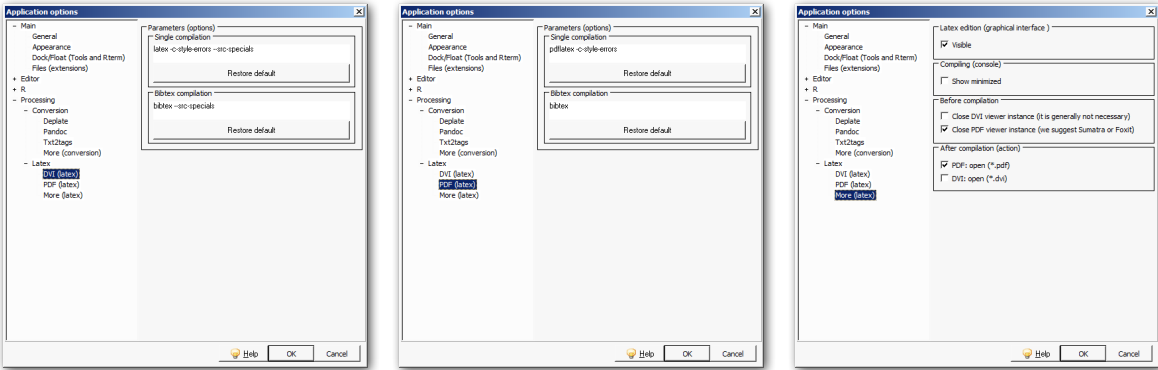 Application options
- Main
General
Appearance
Dock/Float (Tools and Rterm)
Files (extensions)
+ Editor
+ R
- Processing
- Conversion
Deplate
Pandoc
Txt2tags
More (conversion)
- Latex
DVI (latex)
PDF (latex)
More (latex)
Parameters (options)
Single compilation
latex -c-style-errors --src-specials
Restore default
Bibtex compilation
bibtex --src-specials
Restore default
Help
OK
Cancel
Application options
- Main
General
Appearance
Dock/Float (Tools and Rterm)
Files (extensions)
+ Editor
+ R
- Processing
- Conversion
Deplate
Pandoc
Txt2tags
More (conversion)
- Latex
DVI (latex)
PDF (latex)
More (latex)
Parameters (options)
Single compilation
pdflatex -c-style-errors
Restore default
Bibtex compilation
bibtex
Restore default
Help
OK
Cancel
Application options
- Main
General
Appearance
Dock/Float (Tools and Rterm)
Files (extensions)
+ Editor
+ R
- Processing
- Conversion
Deplate
Pandoc
Txt2tags
More (conversion)
- Latex
DVI (latex)
PDF (latex)
More (latex)
Latex edition (graphical interface )
Visible
Compiling (console)
Show minimized
Before compilation
Close DVI viewer instance (it is generally not necessary)
Close PDF viewer instance (we suggest Sumatra or Foxit)
After compilation (action)
PDF: open (*.pdf)
DVI: open (*.dvi)
Help
OK
Cancel